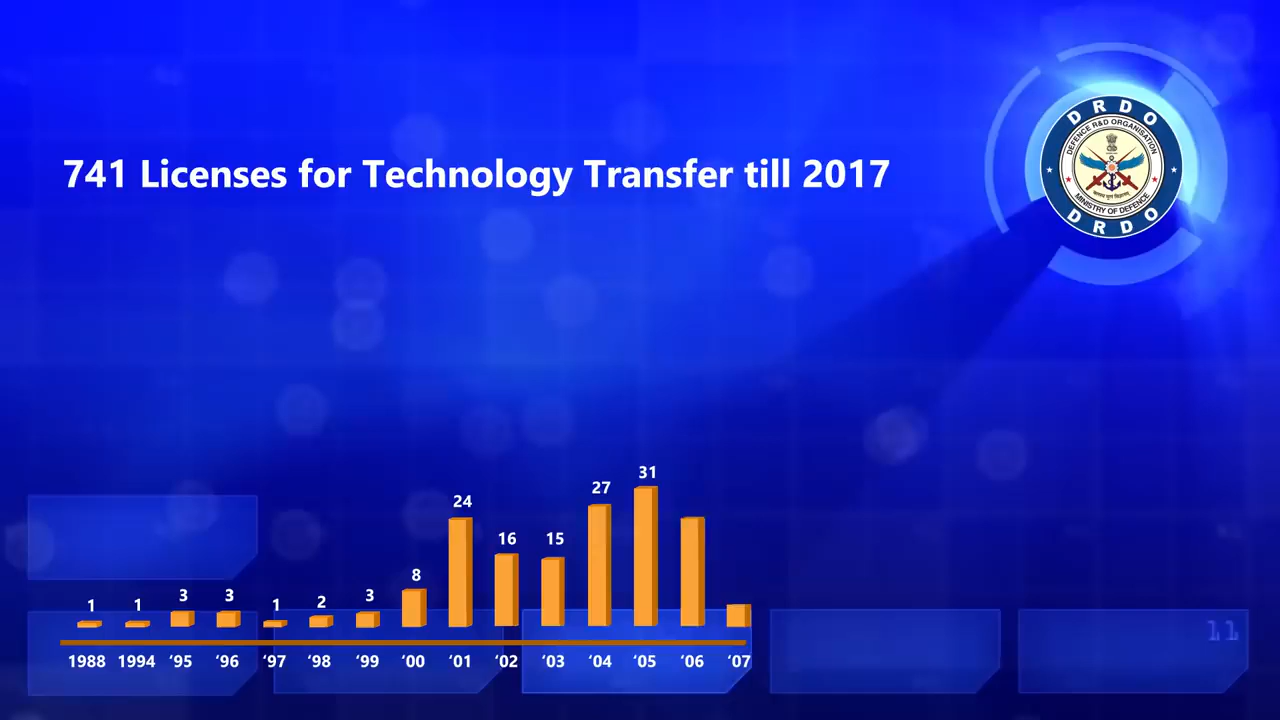 741 Licenses for Technology Transfer till 2017
DRDO
DEFENCE R&D ORGANISATION
MINISTRY OF DEFENCE
DRDO
31
27
24
16
15
8
3
3
3
2
1
1
1
1988 1994 ‘95 ‘96 ‘97 ‘98 ‘99 ‘00 ‘01 ‘02 ‘03 ‘04 ‘05 ‘06 ‘07
11